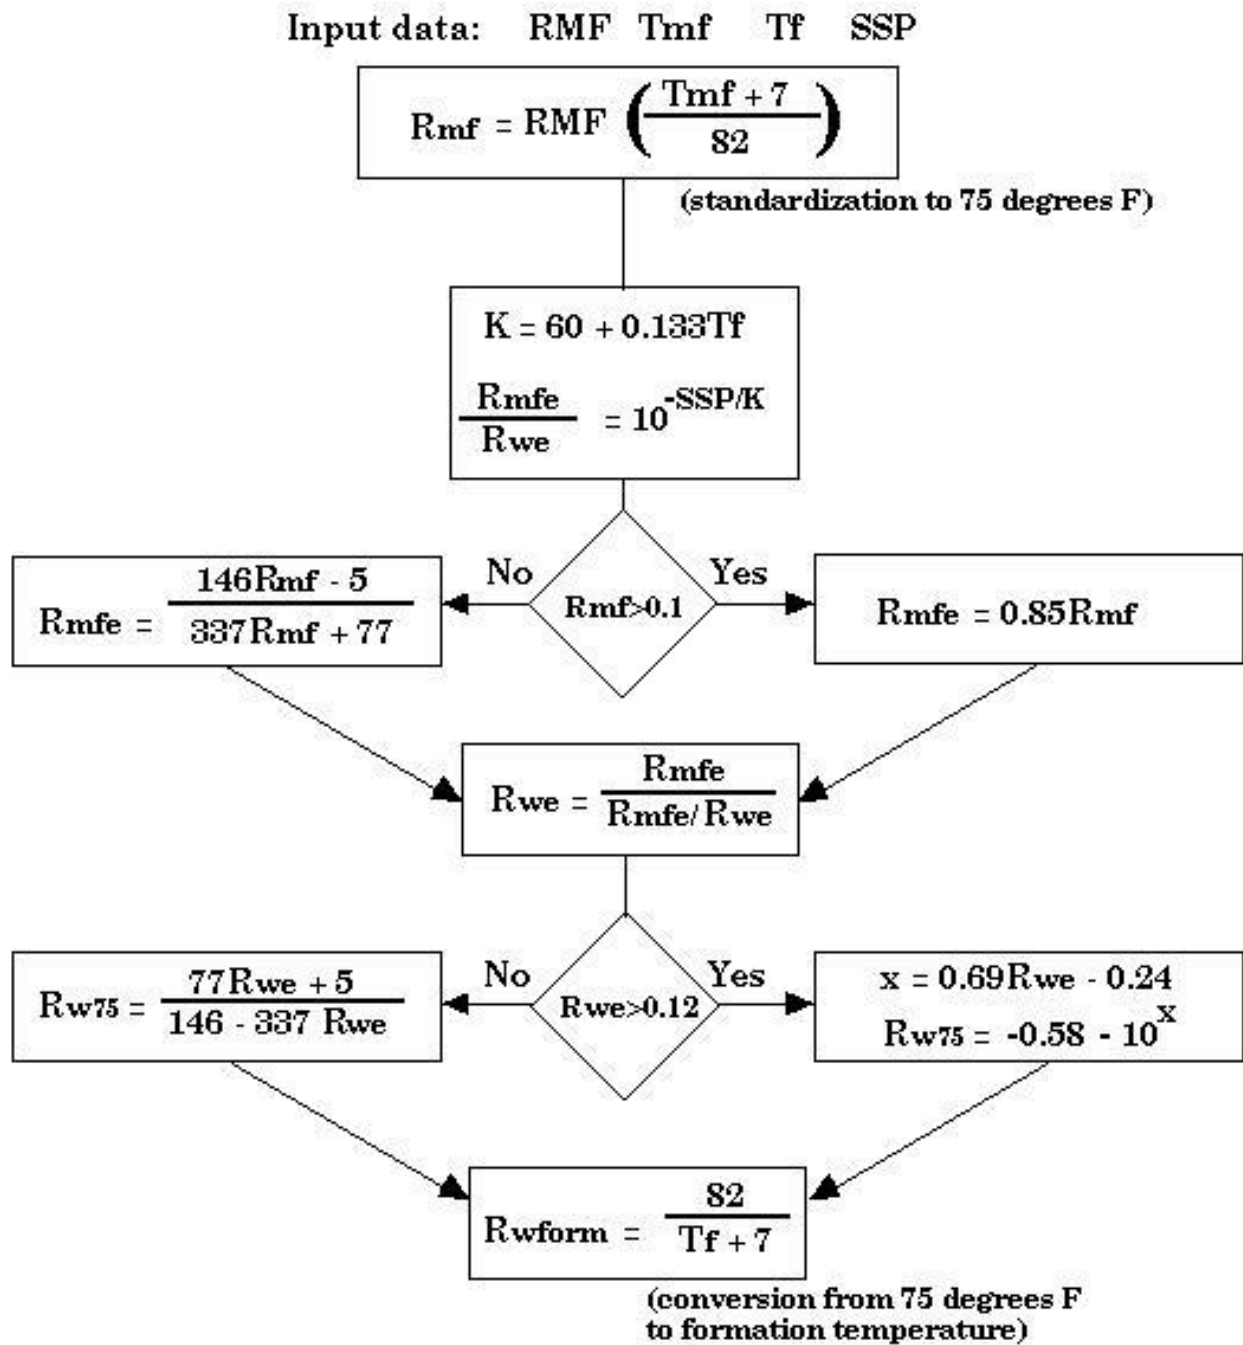 Input data: RMF Tmf Tf SSP
Rmf = RMF ( Tmf + 7 / 82 )
(standardization to 75 degrees F)
K = 60 + 0.133Tf
Rmfe / Rwe = 10^-SSP/K
No
Yes
146Rmf - 5
Rmfe =
337Rmf + 77
Rmf>0.1
Rmfe = 0.85Rmf
Rmfe
Rwe =
Rmfe/Rwe
No
Yes
77Rwe + 5
Rw75 =
146 - 337 Rwe
Rwe>0.12
x = 0.69Rwe - 0.24
Rw75 = -0.58 - 10^x
82
Rwform =
Tf + 7
(conversion from 75 degrees F
to formation temperature)